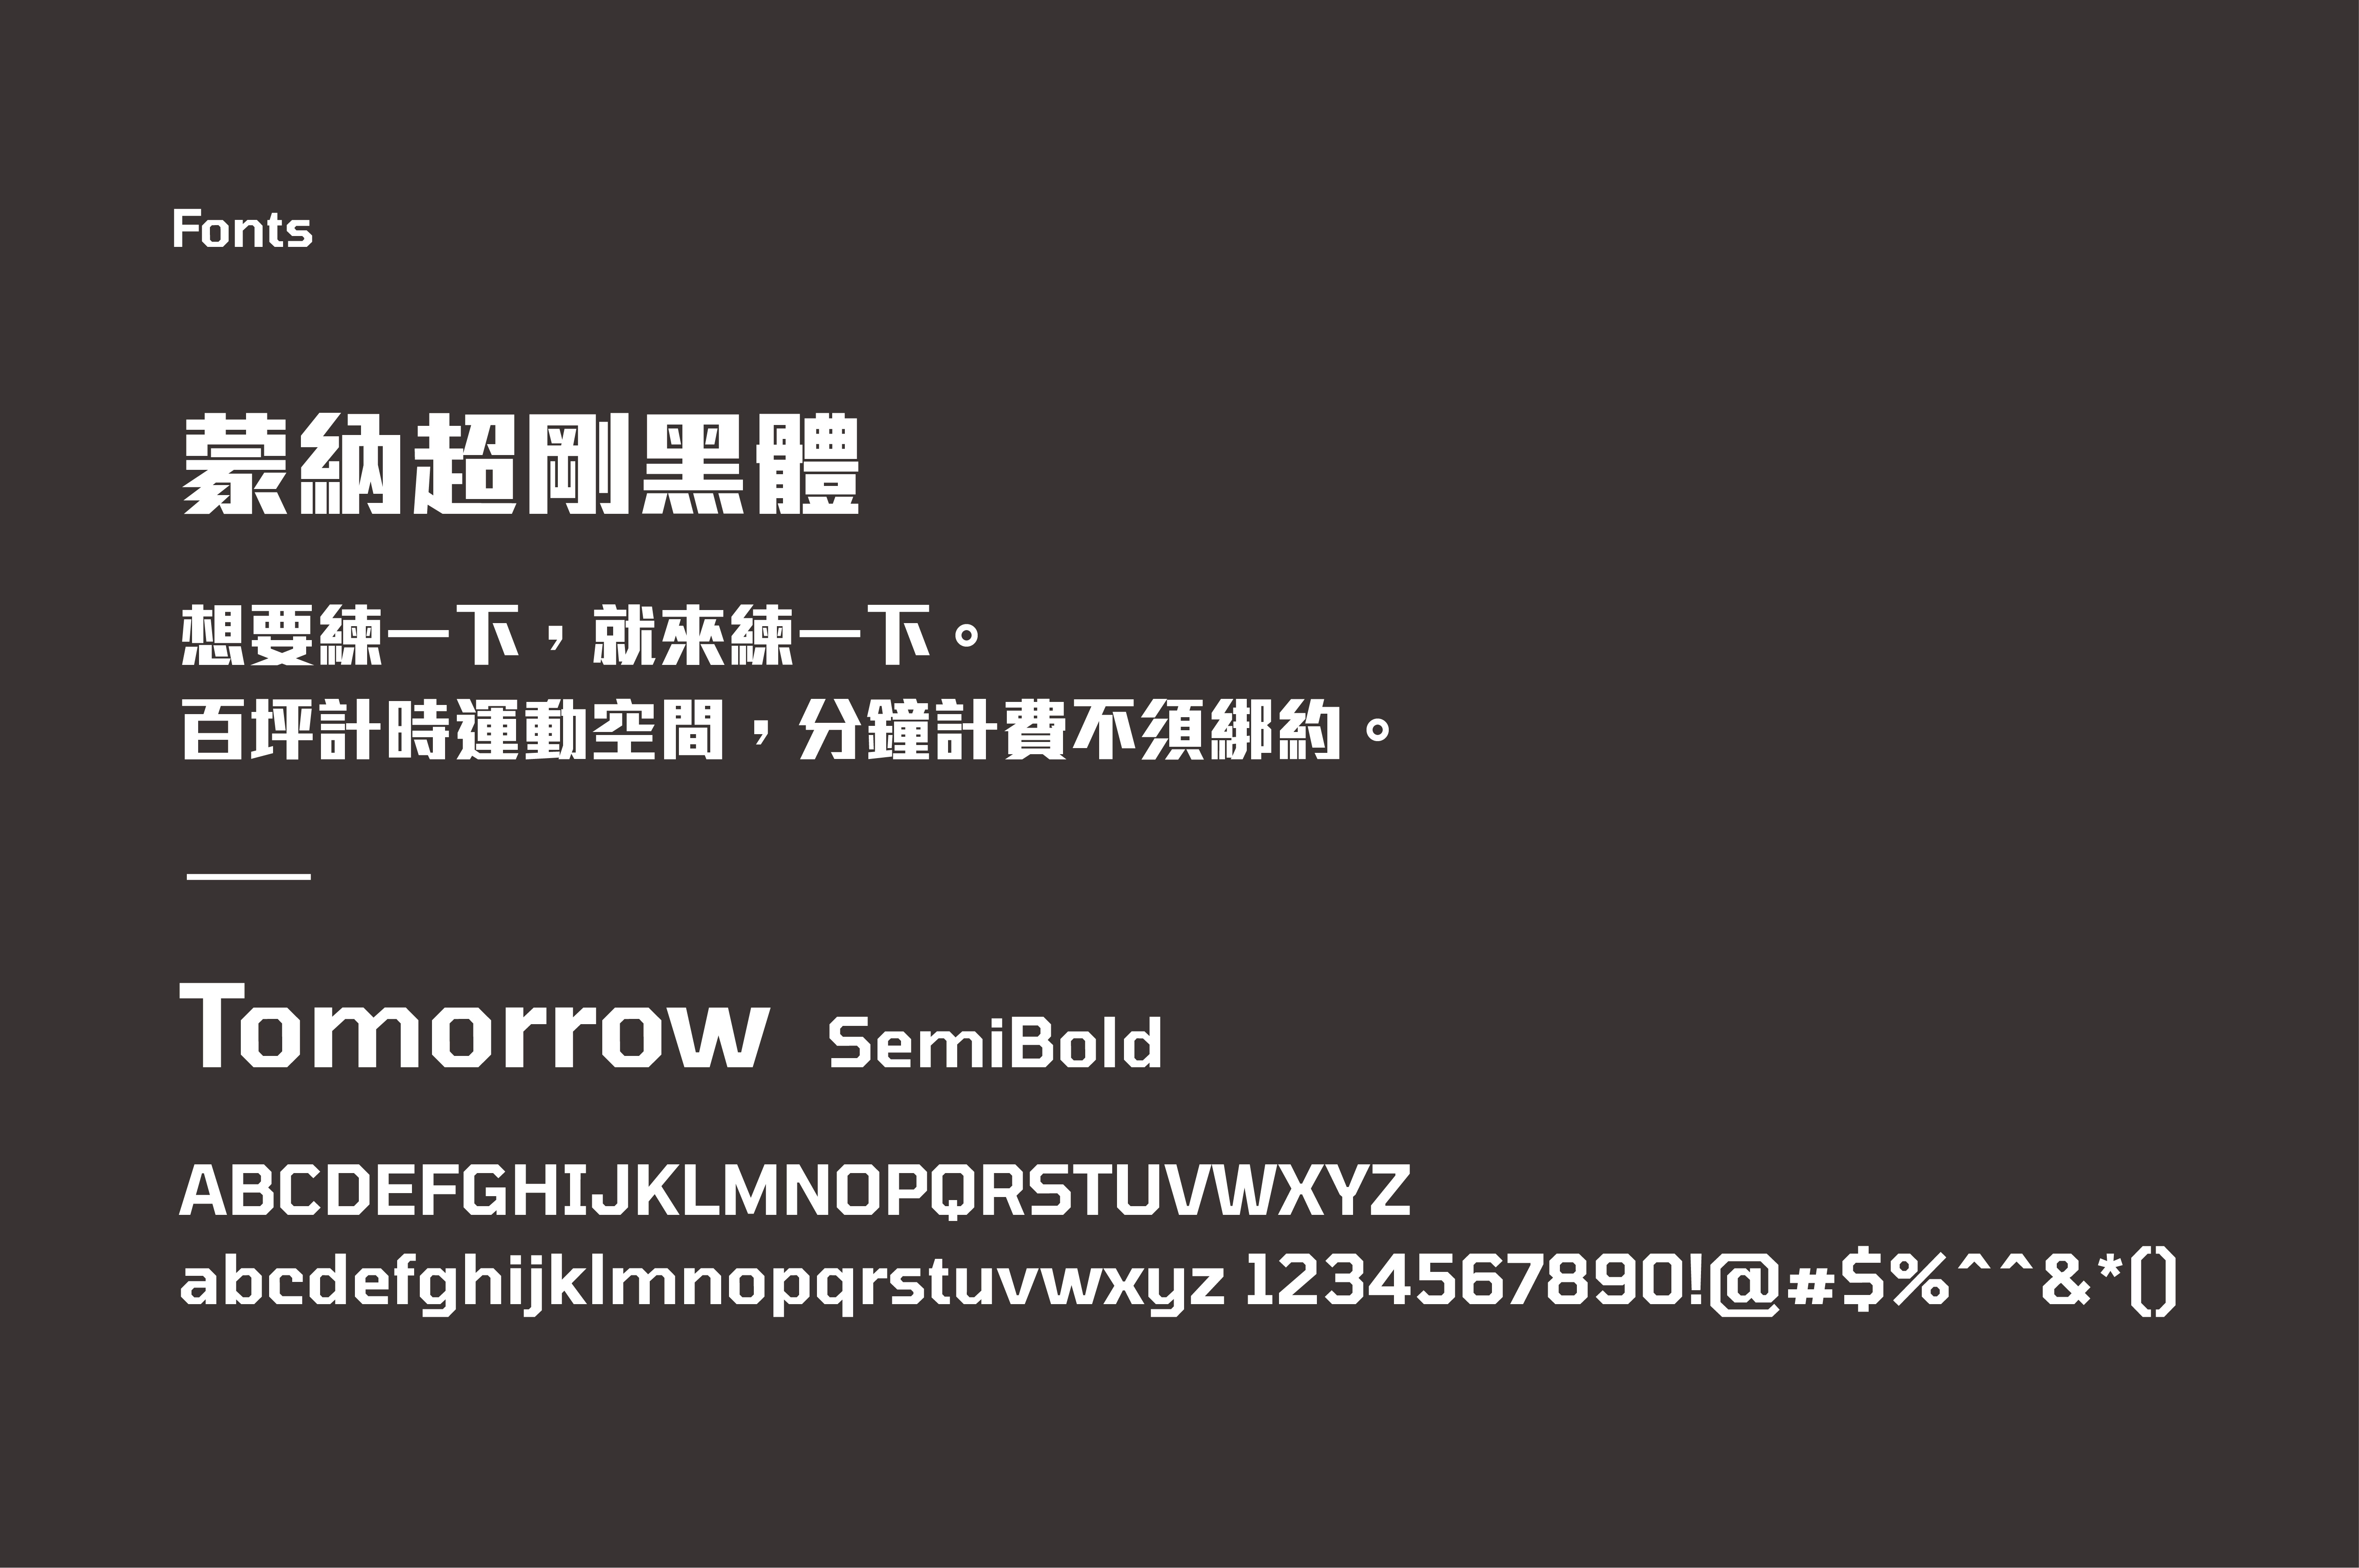 Fonts
蒙納超剛黑體
想要練一下，就來練一下。
百坪計時運動空間，分鐘計費不須綁約。
Tomorrow SemiBold
ABCDEFGHIJKLMNOPQRSTUVWXYZ
abcdefghijklmnopqrstuvwxyz 1234567890!@#$%^^&*()